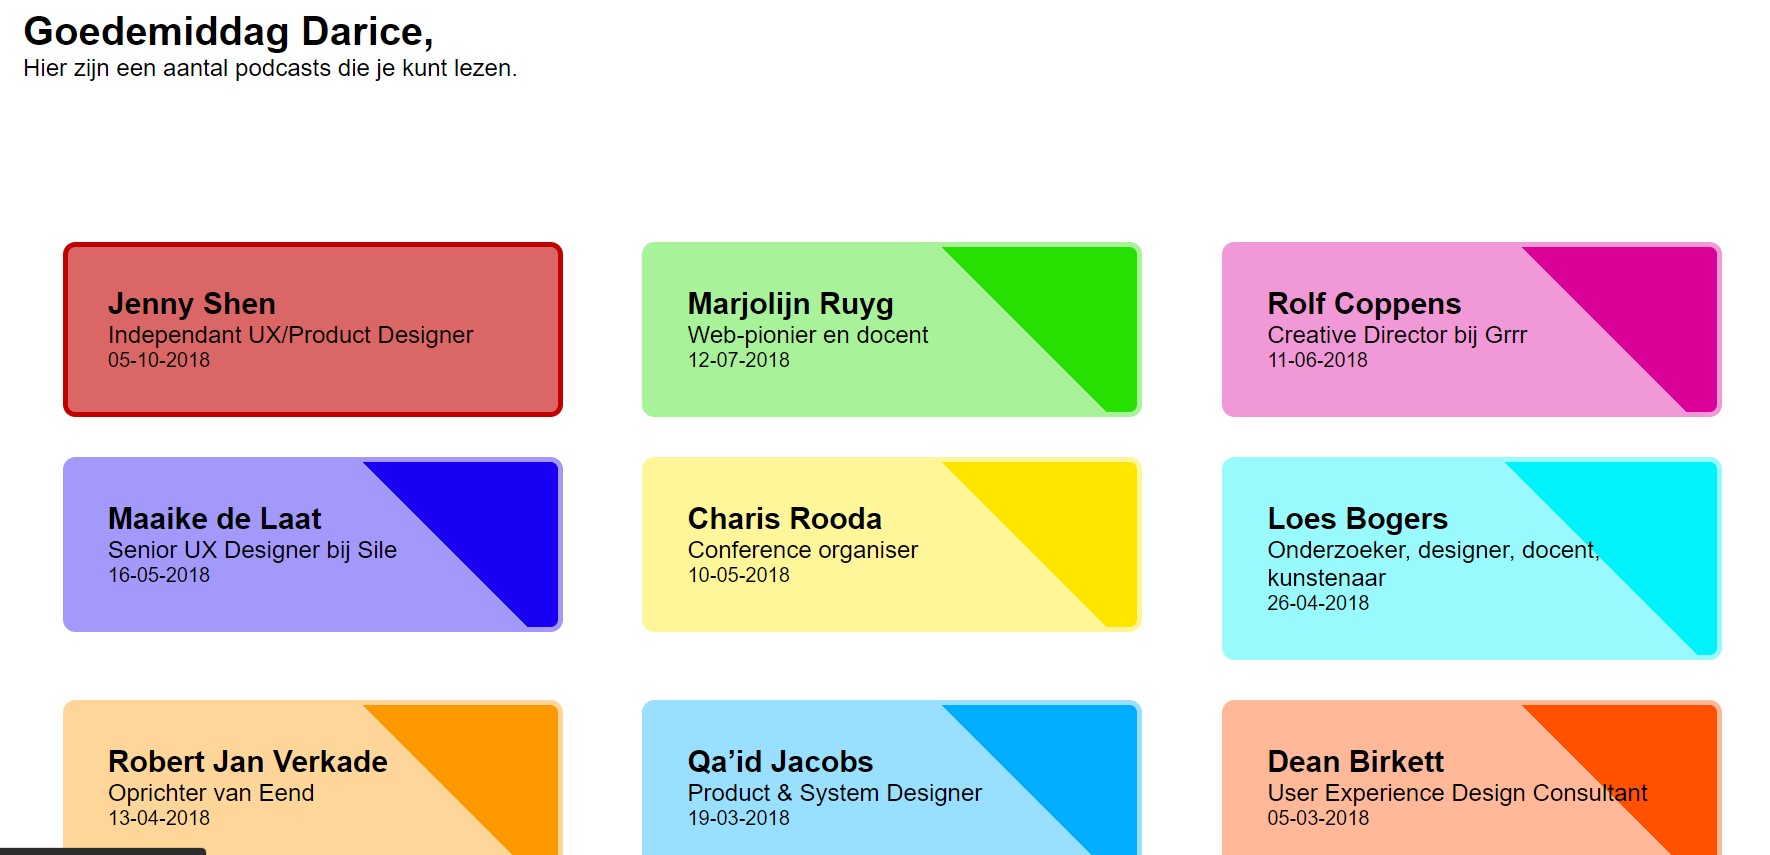 Goedemiddag Darice,
Hier zijn een aantal podcasts die je kunt lezen.
Jenny Shen
Independant UX/Product Designer
05-10-2018
Marjolijn Ruyg
Web-pionier en docent
12-07-2018
Rolf Coppens
Creative Director bij Grrr
11-06-2018
Maaike de Laat
Senior UX Designer bij Sile
16-05-2018
Charis Rooda
Conference organiser
10-05-2018
Loes Bogers
Onderzoeker, designer, docent,
kunstenaar
26-04-2018
Robert Jan Verkade
Oprichter van Eend
13-04-2018
Qa’id Jacobs
Product & System Designer
19-03-2018
Dean Birkett
User Experience Design Consultant
05-03-2018